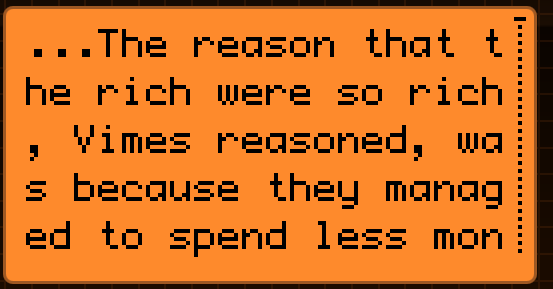 ...The reason that t
he rich were so rich
, Vimes reasoned, wa
s because they manag
ed to spend less mon